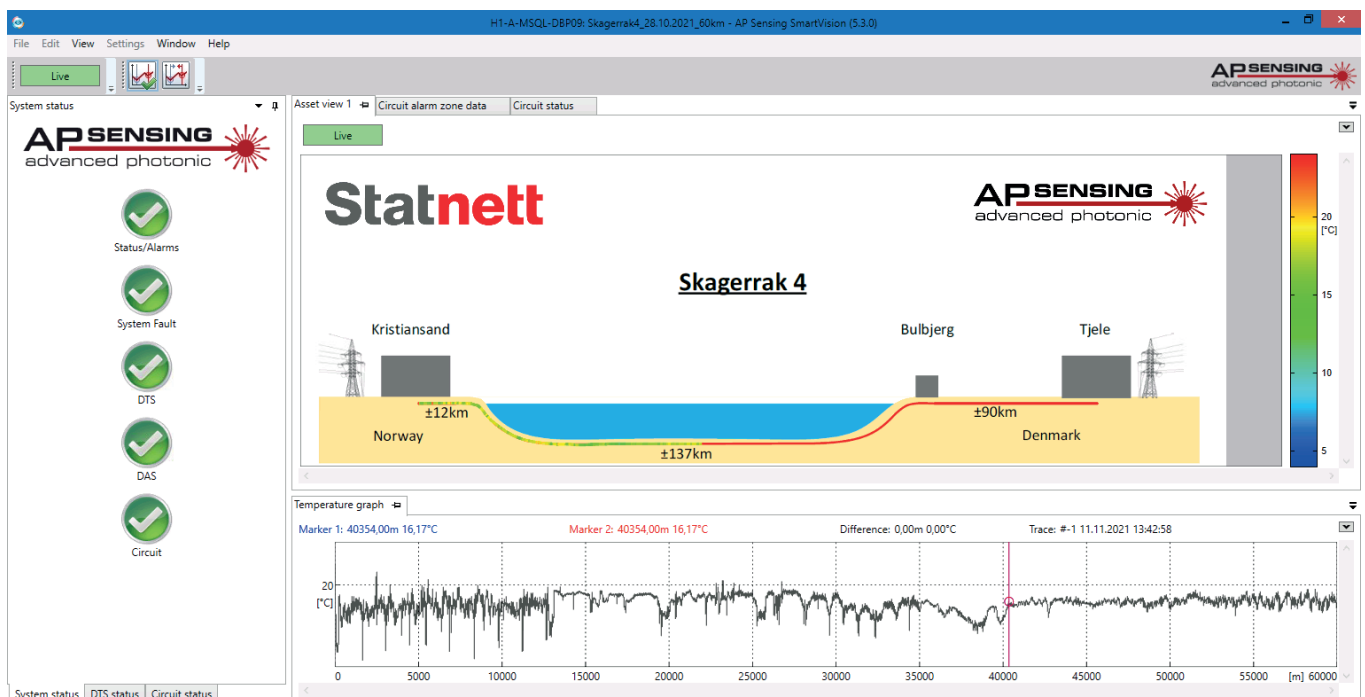 H1-A-MSQL-DBP09: Skagerrak4_28.10.2021_60km - AP Sensing SmartVision (5.3.0)
File Edit View Settings Window Help
Live
AP SENSING
advanced photonic
System status
Asset view 1 Circuit alarm zone data Circuit status
AP SENSING
advanced photonic
Status/Alarms
System Fault
DTS
DAS
Circuit
System status DTS status Circuit status
Live
Statnett
AP SENSING
advanced photonic
Skagerrak 4
Kristiansand Bulbjerg Tjele
±12km ±90km
Norway Denmark
±137km
20
[°C]
15
10
5
Temperature graph
Marker 1: 40354,00m 16,17°C Marker 2: 40354,00m 16,17°C Difference: 0,00m 0,00°C Trace: #-1 11.11.2021 13:42:58
20
[°C]
0 5000 10000 15000 20000 25000 30000 35000 40000 45000 50000 55000 [m] 60000